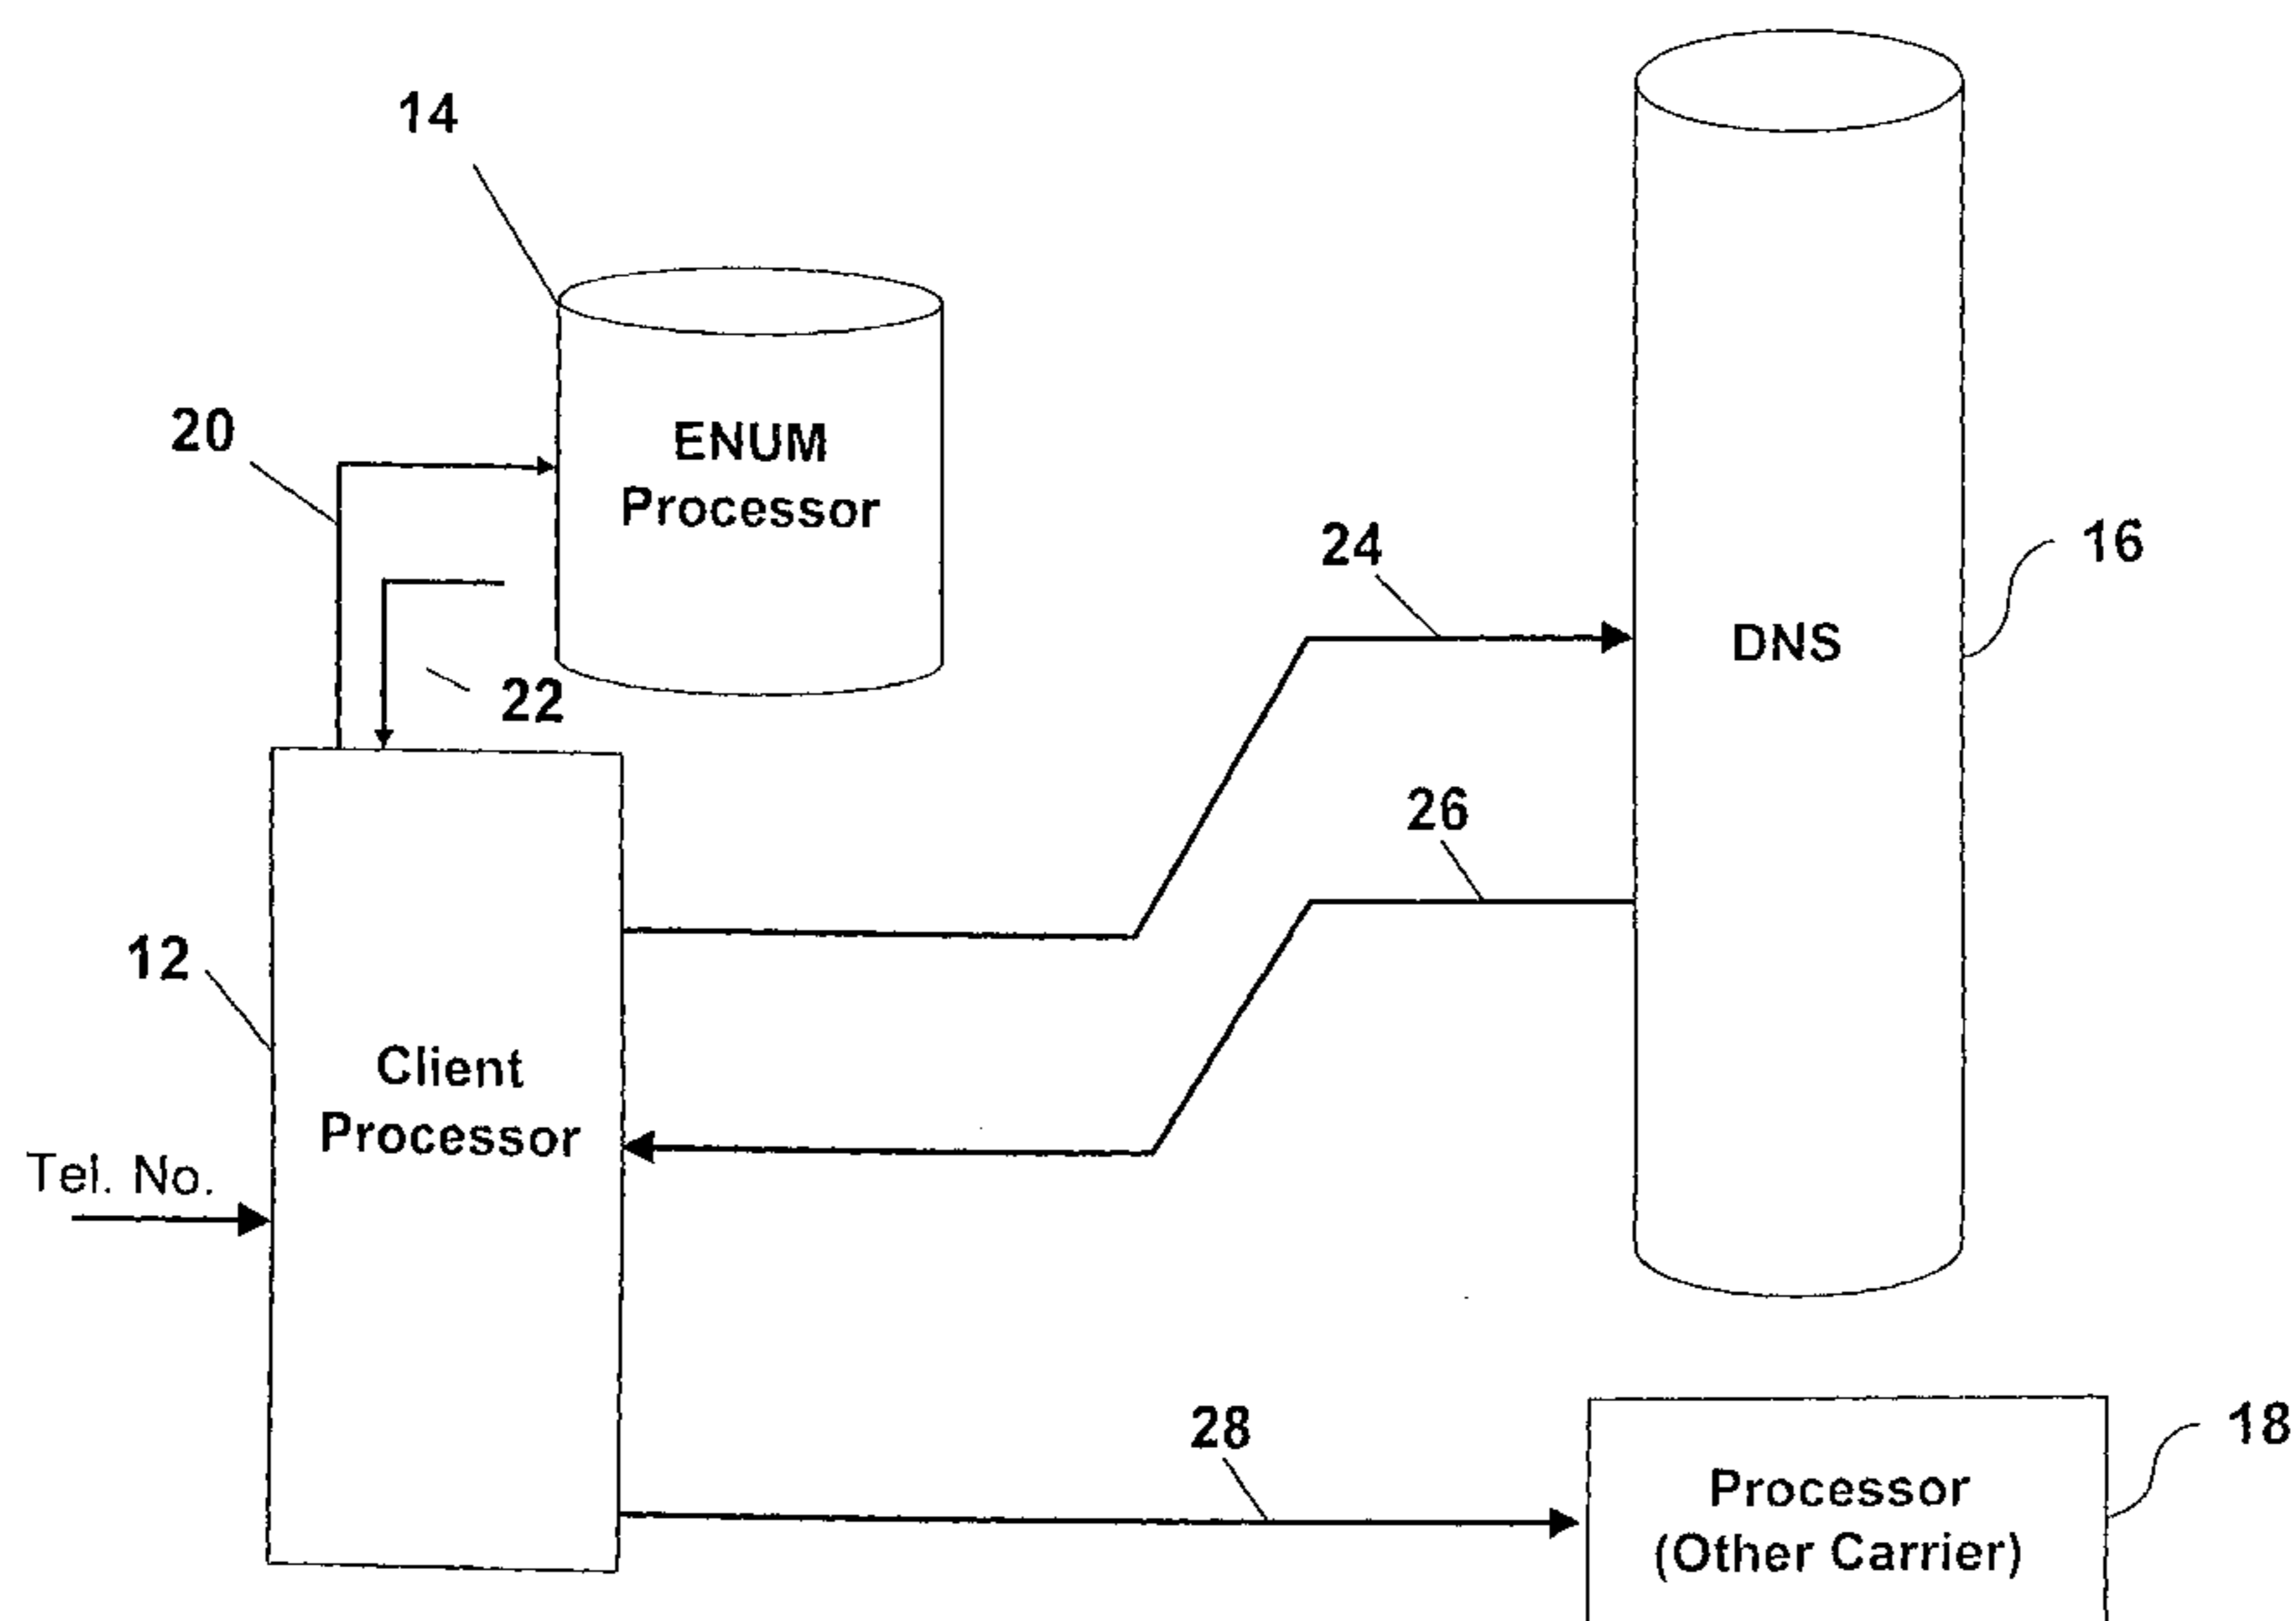 14
20
ENUM
Processor
24
16
DNS
22
26
12
Client
Processor
Tel. No.
28
18
Processor
(Other Carrier)